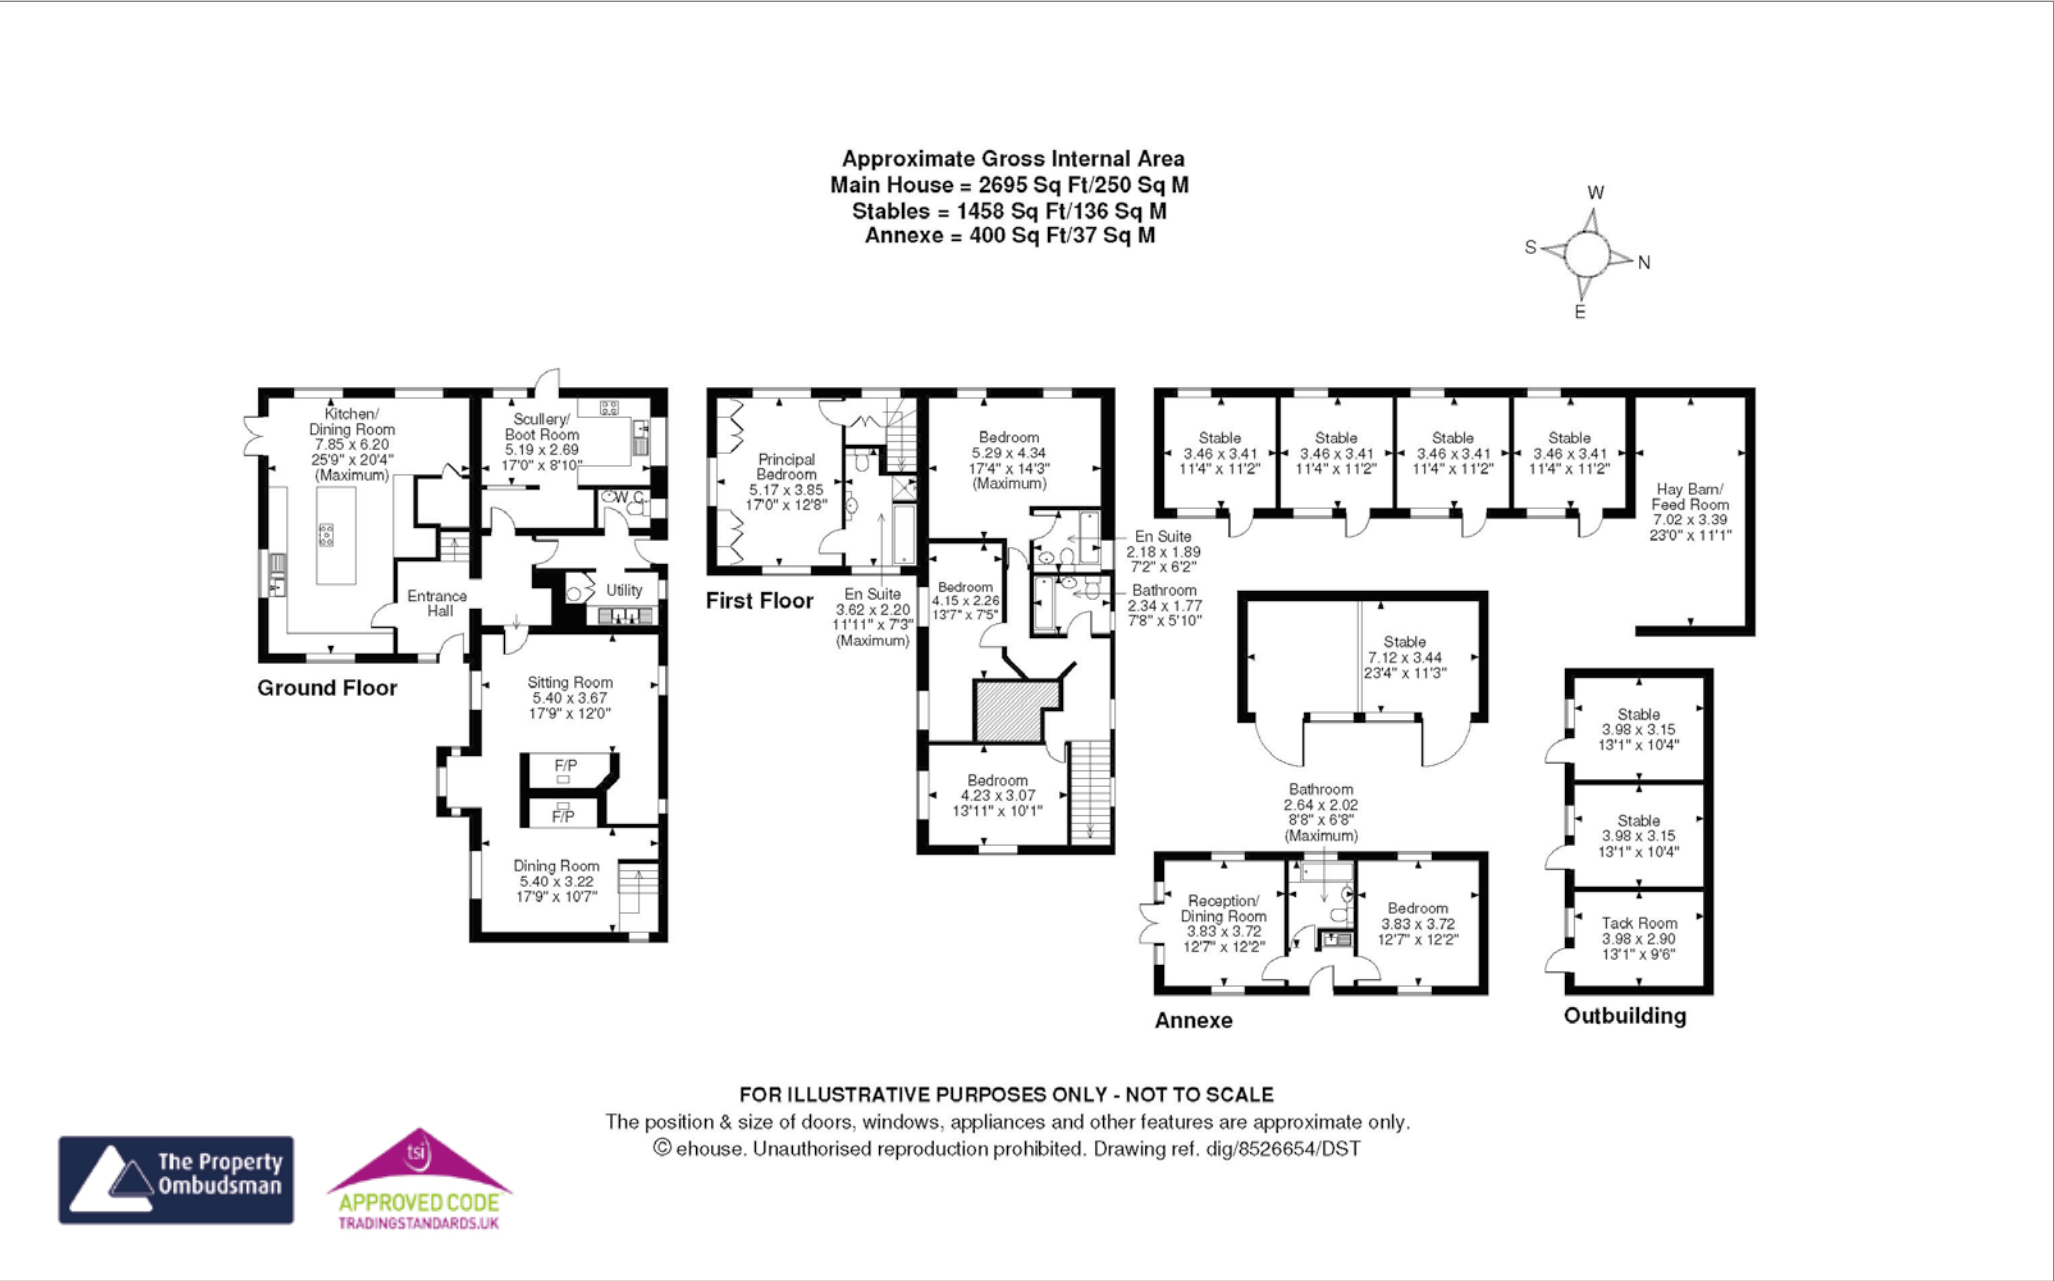 Approximate Gross Internal Area
Main House = 2695 Sq Ft/250 Sq M
Stables = 1458 Sq Ft/136 Sq M
Annexe = 400 Sq Ft/37 Sq M
W
S
N
E
Kitchen/
Dining Room
7.85 x 6.20
25'9" x 20'4"
(Maximum)
Scullery/
Boot Room
5.19 x 2.69
17'0" x 8'10"
W.C.
Utility
Entrance
Hall
Ground Floor
Sitting Room
5.40 x 3.67
17'9" x 12'0"
F/P
F/P
Dining Room
5.40 x 3.22
17'9" x 10'7"
Principal
Bedroom
5.17 x 3.85
17'0" x 12'8"
First Floor
En Suite
3.62 x 2.20
11'11" x 7'3"
(Maximum)
Bedroom
5.29 x 4.34
17'4" x 14'3"
(Maximum)
En Suite
2.18 x 1.89
7'2" x 6'2"
Bathroom
2.34 x 1.77
7'8" x 5'10"
Bedroom
4.15 x 2.26
13'7" x 7'5"
Bedroom
4.23 x 3.07
13'11" x 10'1"
Stable
3.46 x 3.41
11'4" x 11'2"
Stable
3.46 x 3.41
11'4" x 11'2"
Stable
3.46 x 3.41
11'4" x 11'2"
Stable
3.46 x 3.41
11'4" x 11'2"
Hay Barn/
Feed Room
7.02 x 3.39
23'0" x 11'1"
Stable
7.12 x 3.44
23'4" x 11'3"
Stable
3.98 x 3.15
13'1" x 10'4"
Stable
3.98 x 3.15
13'1" x 10'4"
Tack Room
3.98 x 2.90
13'1" x 9'6"
Outbuilding
Bathroom
2.64 x 2.02
8'8" x 6'8"
(Maximum)
Reception/
Dining Room
3.83 x 3.72
12'7" x 12'2"
Bedroom
3.83 x 3.72
12'7" x 12'2"
Annexe
FOR ILLUSTRATIVE PURPOSES ONLY - NOT TO SCALE
The position & size of doors, windows, appliances and other features are approximate only.
© ehouse. Unauthorised reproduction prohibited. Drawing ref. dig/8526654/DST
The Property
Ombudsman
tsi
APPROVED CODE
TRADINGSTANDARDS.UK